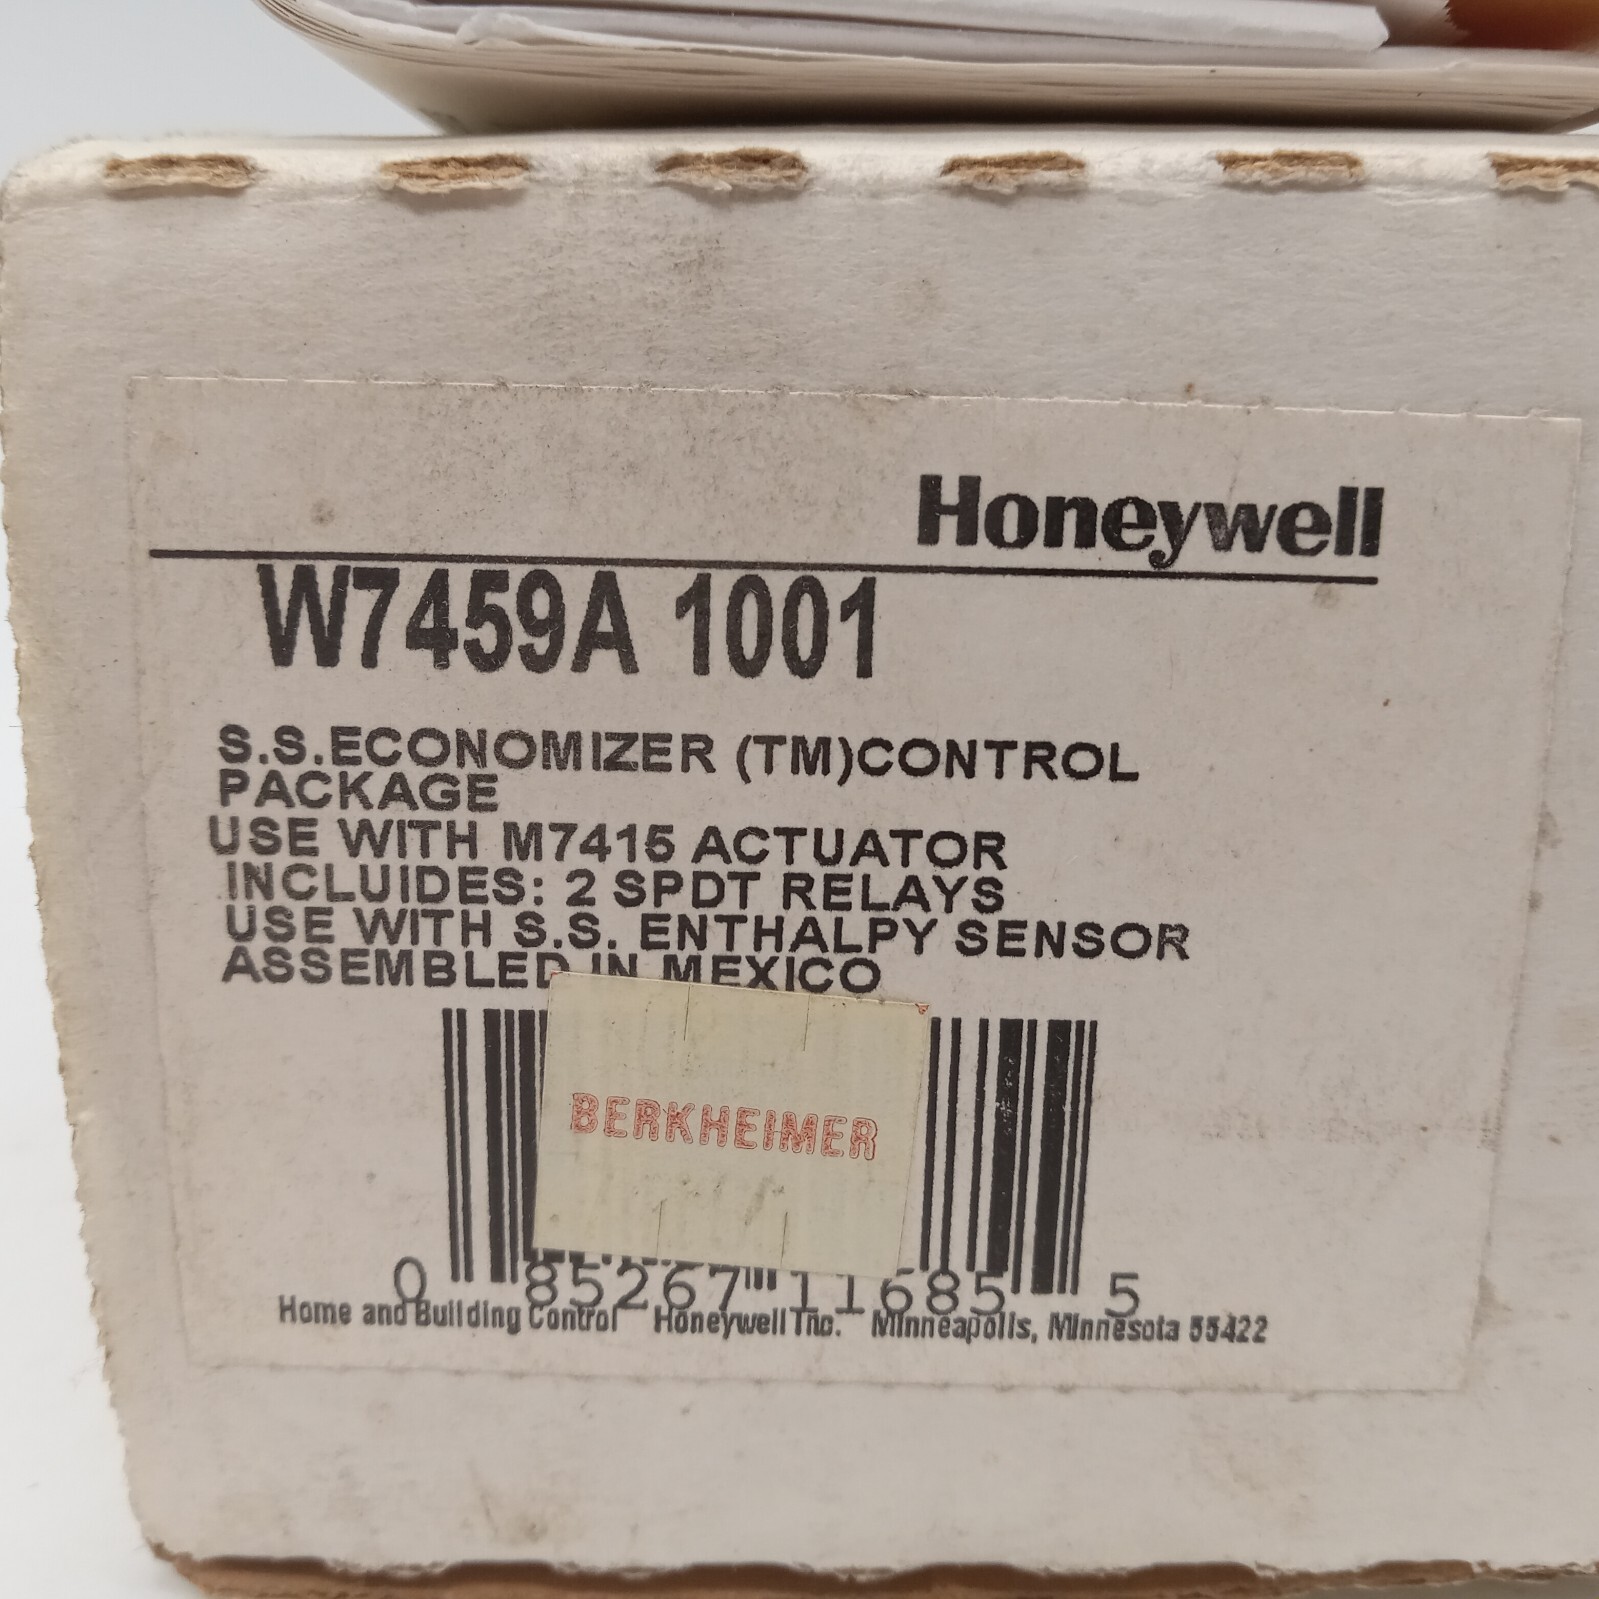 Honeywell
W7459A 1001
S.S.ECONOMIZER (TM)CONTROL
PACKAGE
USE WITH M7415 ACTUATOR
INCLUIDES: 2 SPDT RELAYS
USE WITH S.S. ENTHALPY SENSOR
ASSEMBLED IN MEXICO
BERKHEIMER
0 85267 11685 5
Home and Building Control Honeywell Inc. Minneapolis, Minnesota 55422